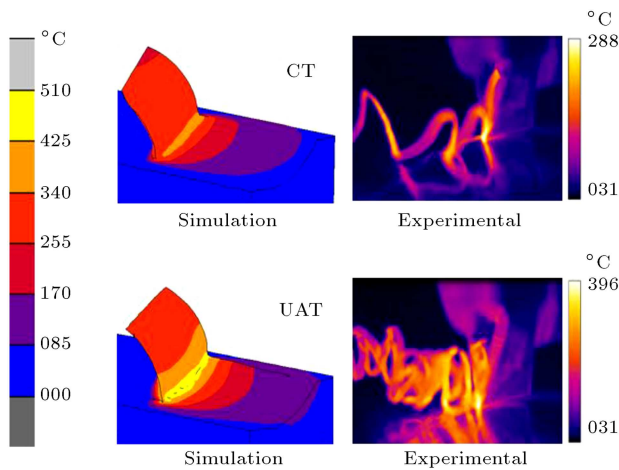 °C
510
425
340
255
170
085
000
CT
°C
288
031
Simulation
Experimental
UAT
°C
396
031
Simulation
Experimental